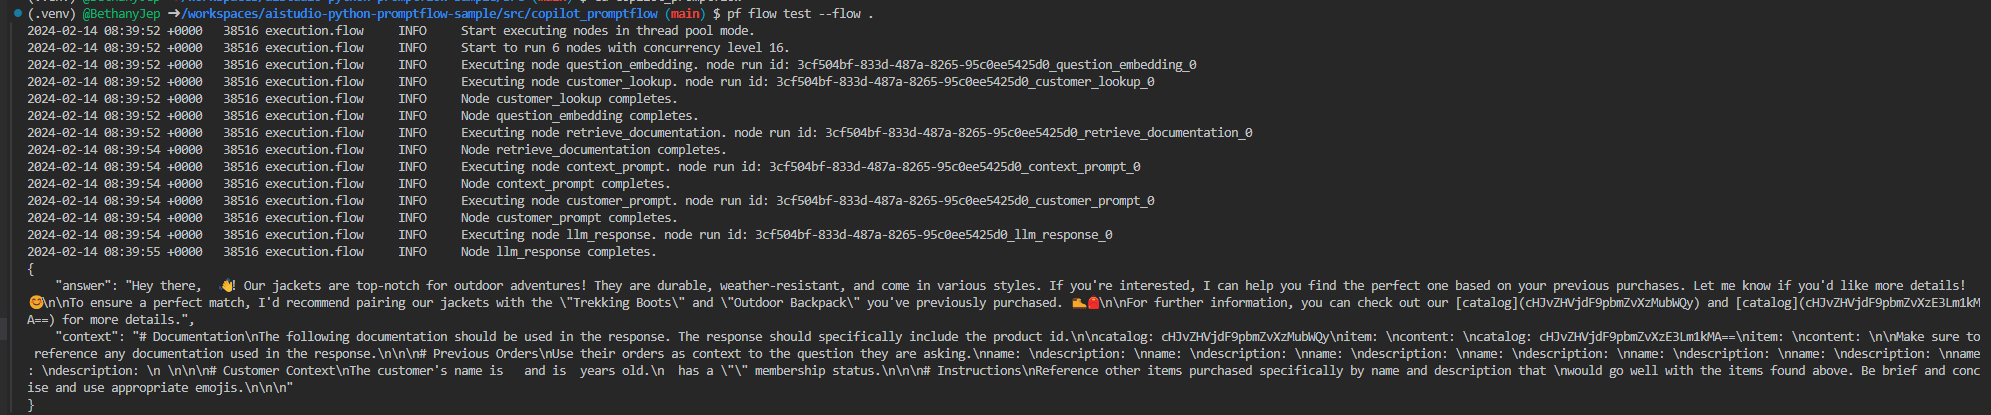 (.venv) @BethanyJep ➜/workspaces/aistudio-python-promptflow-sample/src/copilot_promptflow (main) $ pf flow test --flow .
2024-02-14 08:39:52 +0000   38516 execution.flow     INFO     Start executing nodes in thread pool mode.
2024-02-14 08:39:52 +0000   38516 execution.flow     INFO     Start to run 6 nodes with concurrency level 16.
2024-02-14 08:39:52 +0000   38516 execution.flow     INFO     Executing node question_embedding. node run id: 3cf504bf-833d-487a-8265-95c0ee5425d0_question_embedding_0
2024-02-14 08:39:52 +0000   38516 execution.flow     INFO     Executing node customer_lookup. node run id: 3cf504bf-833d-487a-8265-95c0ee5425d0_customer_lookup_0
2024-02-14 08:39:52 +0000   38516 execution.flow     INFO     Node customer_lookup completes.
2024-02-14 08:39:52 +0000   38516 execution.flow     INFO     Node question_embedding completes.
2024-02-14 08:39:52 +0000   38516 execution.flow     INFO     Executing node retrieve_documentation. node run id: 3cf504bf-833d-487a-8265-95c0ee5425d0_retrieve_documentation_0
2024-02-14 08:39:54 +0000   38516 execution.flow     INFO     Node retrieve_documentation completes.
2024-02-14 08:39:54 +0000   38516 execution.flow     INFO     Executing node context_prompt. node run id: 3cf504bf-833d-487a-8265-95c0ee5425d0_context_prompt_0
2024-02-14 08:39:54 +0000   38516 execution.flow     INFO     Node context_prompt completes.
2024-02-14 08:39:54 +0000   38516 execution.flow     INFO     Executing node customer_prompt. node run id: 3cf504bf-833d-487a-8265-95c0ee5425d0_customer_prompt_0
2024-02-14 08:39:54 +0000   38516 execution.flow     INFO     Node customer_prompt completes.
2024-02-14 08:39:54 +0000   38516 execution.flow     INFO     Executing node llm_response. node run id: 3cf504bf-833d-487a-8265-95c0ee5425d0_llm_response_0
2024-02-14 08:39:55 +0000   38516 execution.flow     INFO     Node llm_response completes.
{
    "answer": "Hey there,  👋! Our jackets are top-notch for outdoor adventures! They are durable, weather-resistant, and come in various styles. If you're interested, I can help you find the perfect one based on your previous purchases. Let me know if you'd like more details!
😊\n\nTo ensure a perfect match, I'd recommend pairing our jackets with the \"Trekking Boots\" and \"Outdoor Backpack\" you've previously purchased. 🥾🎒\n\nFor further information, you can check out our [catalog](cHJvZHVjdF9pbmZvXzMubWQy) and [catalog](cHJvZHVjdF9pbmZvXzE3Lm1kM
A==) for more details.",
    "context": "# Documentation\nThe following documentation should be used in the response. The response should specifically include the product id.\n\ncatalog: cHJvZHVjdF9pbmZvXzMubWQy\nitem: \ncontent: \ncatalog: cHJvZHVjdF9pbmZvXzE3Lm1kMA==\nitem: \ncontent: \n\nMake sure to
 reference any documentation used in the response.\n\n\n# Previous Orders\nUse their orders as context to the question they are asking.\nname: \ndescription: \nname: \ndescription: \nname: \ndescription: \nname: \ndescription: \nname: \ndescription: \nname: \ndescription: \nname
: \ndescription: \n \n\n\n# Customer Context\nThe customer's name is   and is  years old.\n  has a \"\" membership status.\n\n\n# Instructions\nReference other items purchased specifically by name and description that \nwould go well with the items found above. Be brief and conc
ise and use appropriate emojis.\n\n\n"
}